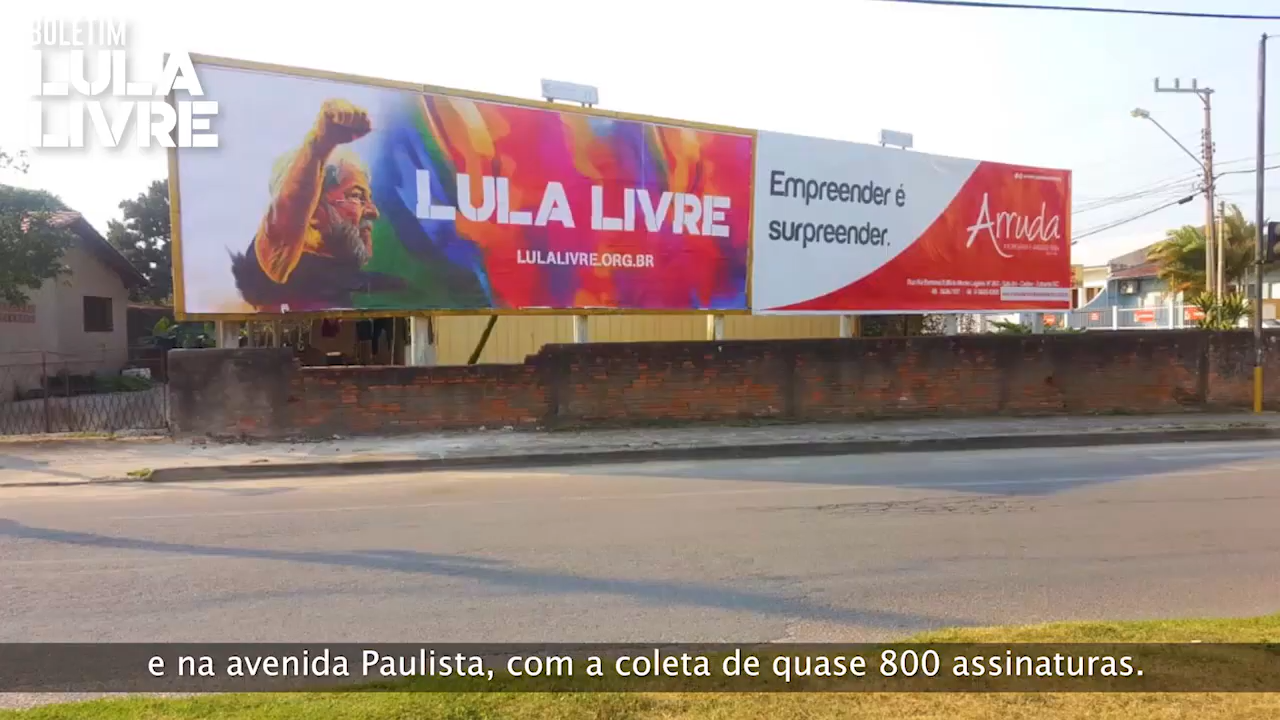 BOLETIM
LULA
LIVRE
LULA LIVRE
LULALIVRE.ORG.BR
Empreender é
surpreender.
Arruda
e na avenida Paulista, com a coleta de quase 800 assinaturas.